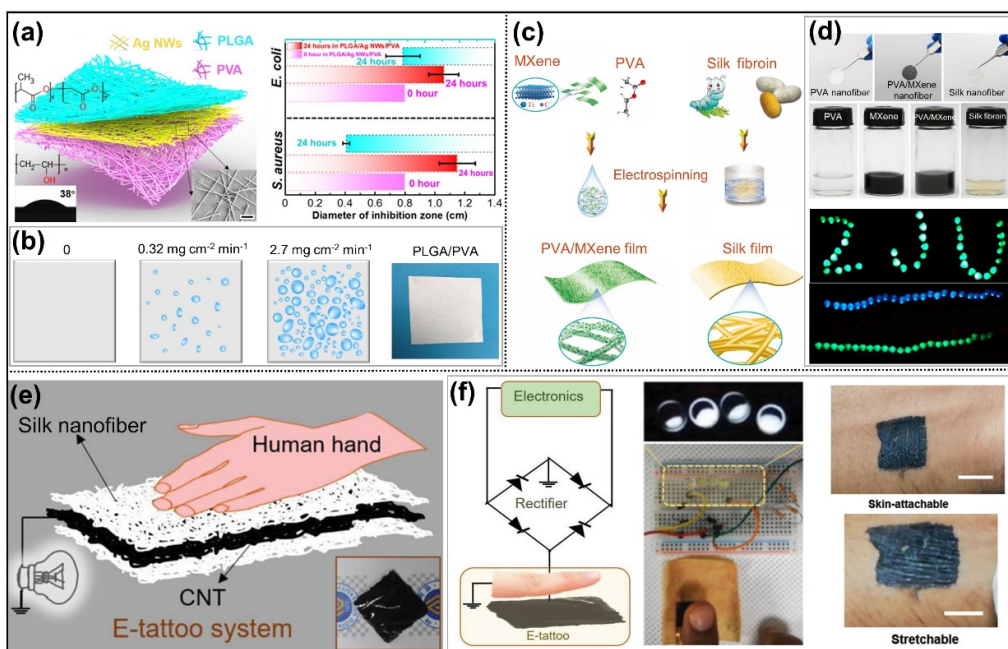 (a)
Ag NWs
PLGA
PVA
CH₃
OH
38°
E. coli
S. aureus
24 hours in PLGA/Ag NWs/PVA
0 hour in PLGA/Ag NWs/PVA
24 hours
24 hours
0 hour
24 hours
24 hours
0 hour
0 0.2 0.4 0.6 0.8 1 1.2 1.4
Diameter of inhibition zone (cm)
(b)
0
0.32 mg cm⁻² min⁻¹
2.7 mg cm⁻² min⁻¹
PLGA/PVA
(c)
MXene
PVA
Silk fibroin
Ti C
Electrospinning
PVA/MXene film
Silk film
(d)
PVA nanofiber
PVA/MXene
nanofiber
Silk nanofiber
PVA
MXene
PVA/MXene
Silk fibroin
ZJU
(e)
Silk nanofiber
Human hand
CNT
E-tattoo system
(f)
Electronics
Rectifier
E-tattoo
Skin-attachable
Stretchable